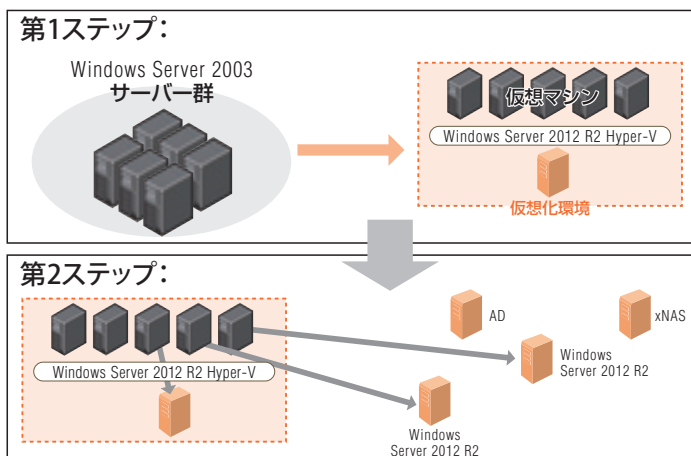 第1ステップ：
Windows Server 2003
サーバー群
仮想マシン
Windows Server 2012 R2 Hyper-V
仮想化環境
第2ステップ：
AD
xNAS
Windows Server 2012 R2 Hyper-V
Windows
Server 2012 R2
Windows
Server 2012 R2